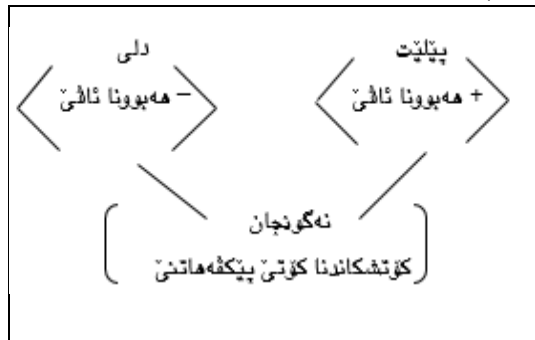 پێلێت
+ هەبوونا ئاڤێ
دلی
– هەبوونا ئاڤێ
نەگونجان
کۆتشکاندنا کۆتێ پێکڤەهاتنێ